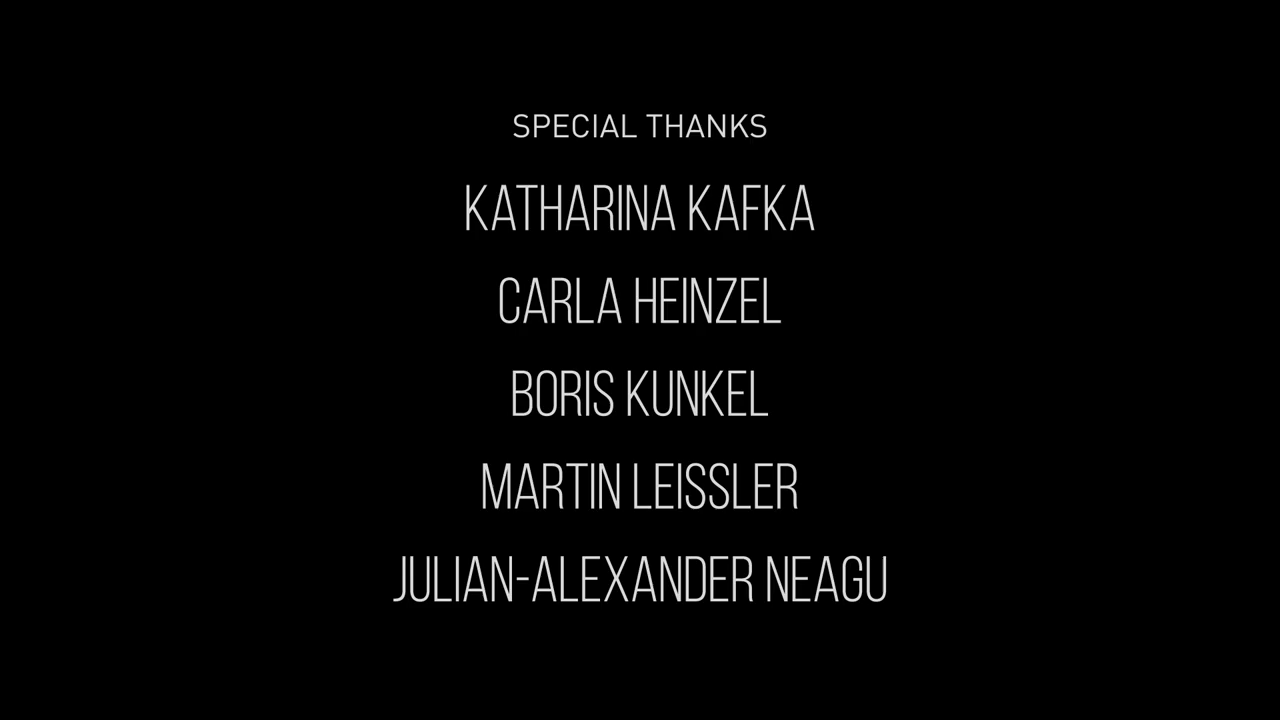 SPECIAL THANKS
KATHARINA KAFKA
CARLA HEINZEL
BORIS KUNKEL
MARTIN LEISSLER
JULIAN-ALEXANDER NEAGU